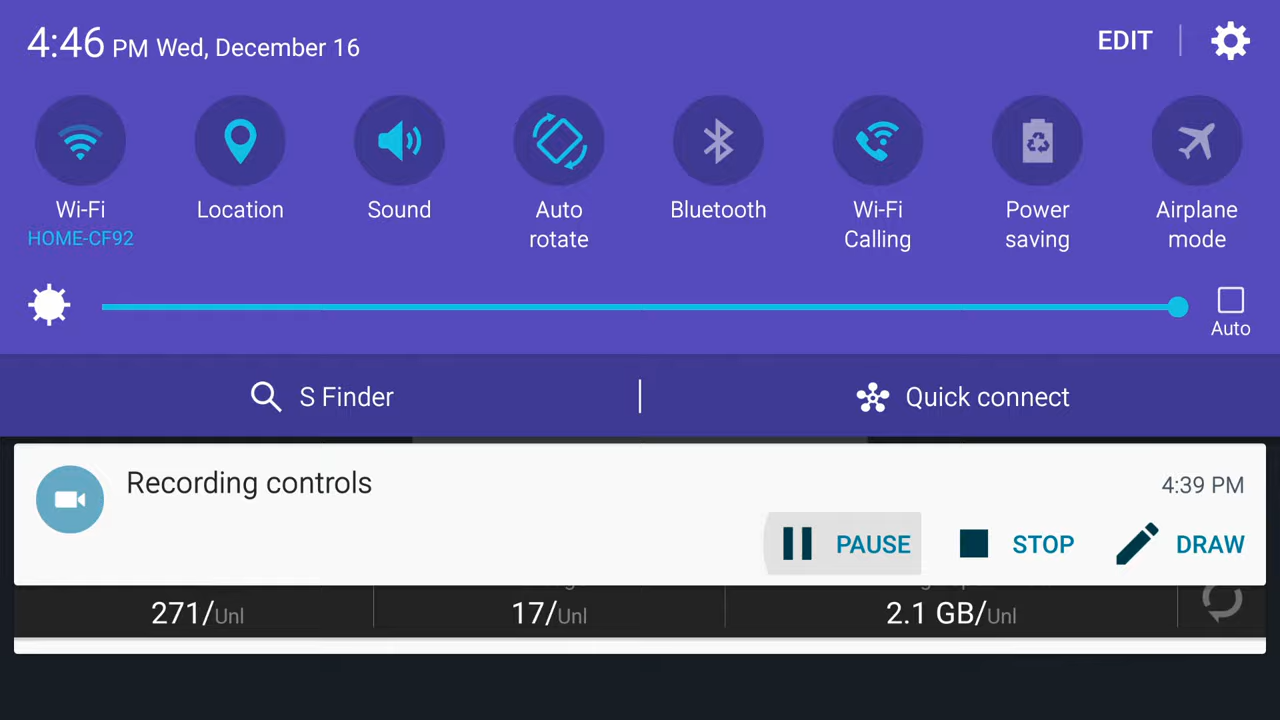 4:46 PM Wed, December 16
EDIT
Wi-Fi
HOME-CF92
Location
Sound
Auto
rotate
Bluetooth
Wi-Fi
Calling
Power
saving
Airplane
mode
Auto
S Finder
Quick connect
Recording controls
4:39 PM
PAUSE
STOP
DRAW
271/Unl
17/Unl
2.1 GB/Unl